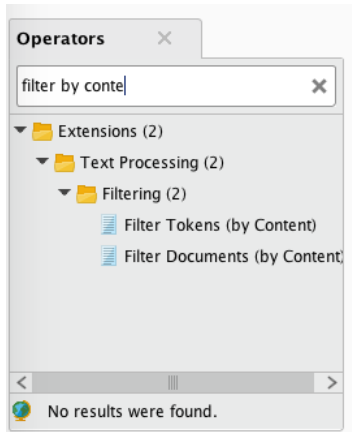 Operators
filter by conte
Extensions (2)
Text Processing (2)
Filtering (2)
Filter Tokens (by Content)
Filter Documents (by Content)
No results were found.